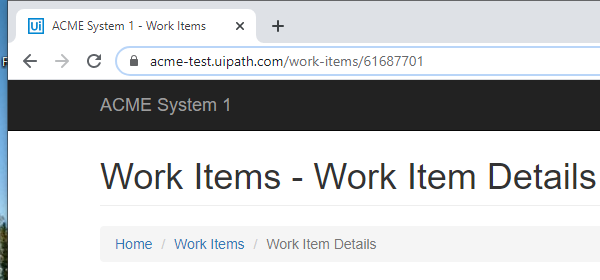 Ui ACME System 1 - Work Items
acme-test.uipath.com/work-items/61687701
ACME System 1
Work Items - Work Item Details
Home / Work Items / Work Item Details